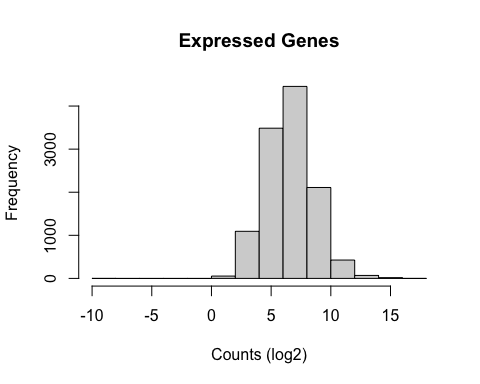 Expressed Genes
Frequency
3000
1000
0
-10 -5 0 5 10 15
Counts (log2)